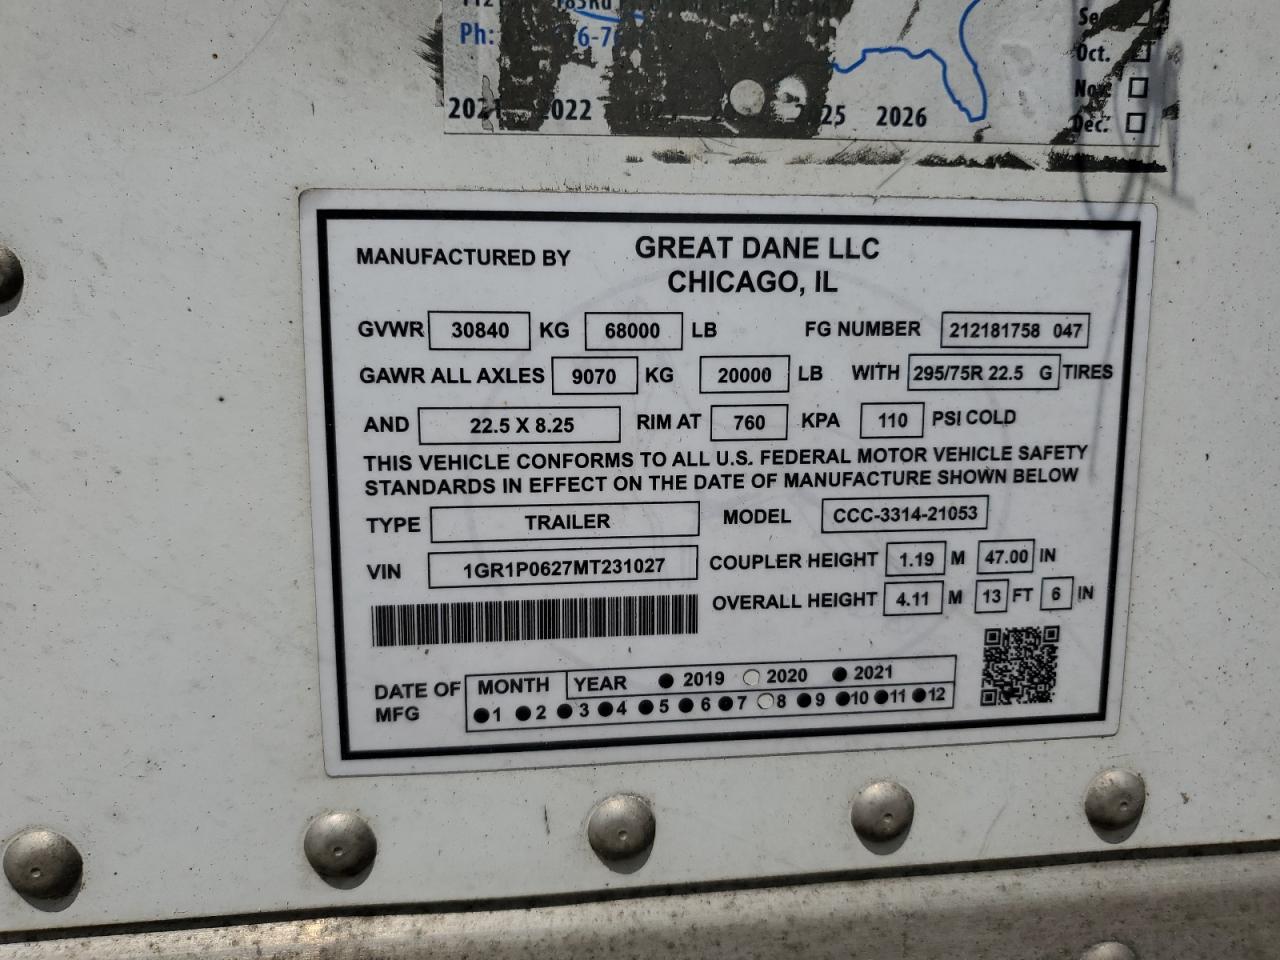 Ph:
Oct.
Dec.
2022
2026
MANUFACTURED BY GREAT DANE LLC
CHICAGO, IL
GVWR 30840 KG 68000 LB FG NUMBER 212181758 047
GAWR ALL AXLES 9070 KG 20000 LB WITH 295/75R 22.5 G TIRES
AND 22.5 X 8.25 RIM AT 760 KPA 110 PSI COLD
THIS VEHICLE CONFORMS TO ALL U.S. FEDERAL MOTOR VEHICLE SAFETY
STANDARDS IN EFFECT ON THE DATE OF MANUFACTURE SHOWN BELOW
TYPE TRAILER MODEL CCC-3314-21053
VIN 1GR1P0627MT231027 COUPLER HEIGHT 1.19 M 47.00 IN
OVERALL HEIGHT 4.11 M 13 FT 6 IN
DATE OF MFG MONTH YEAR 2019 2020 2021
1 2 3 4 5 6 7 8 9 10 11 12